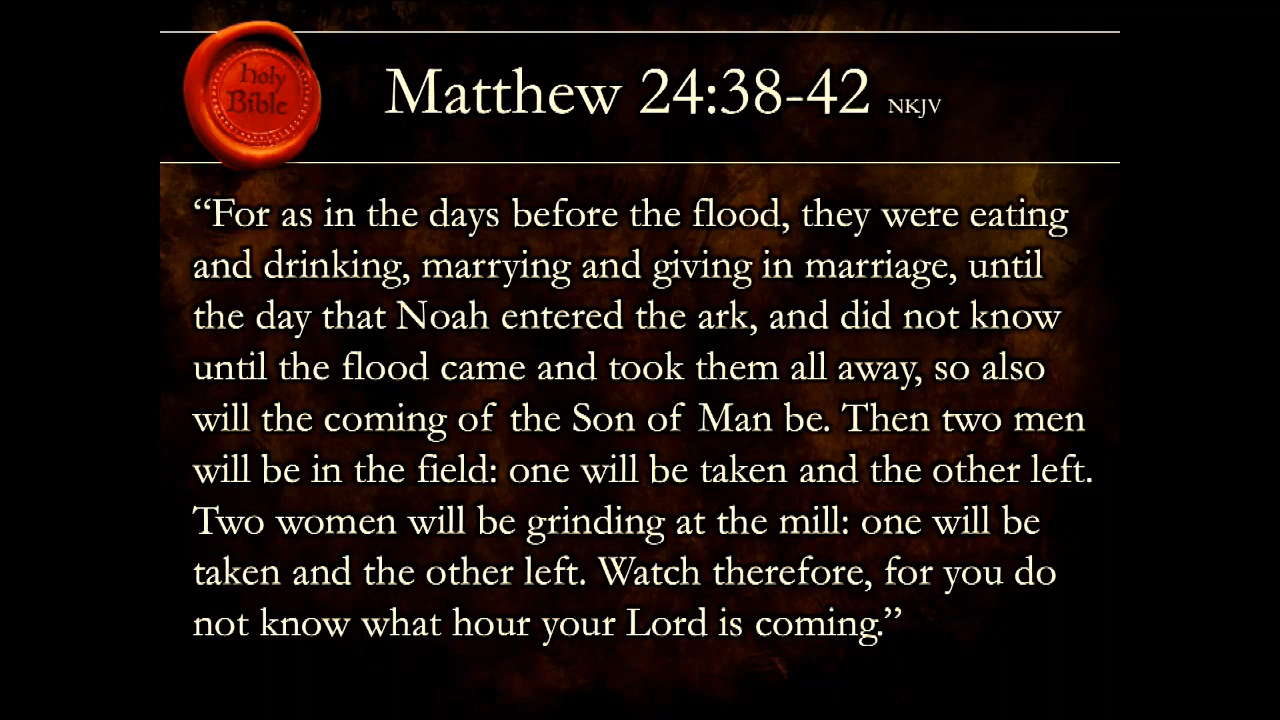 Holy
Bible
Matthew 24:38-42 NKJV
“For as in the days before the flood, they were eating
and drinking, marrying and giving in marriage, until
the day that Noah entered the ark, and did not know
until the flood came and took them all away, so also
will the coming of the Son of Man be. Then two men
will be in the field: one will be taken and the other left.
Two women will be grinding at the mill: one will be
taken and the other left. Watch therefore, for you do
not know what hour your Lord is coming.”